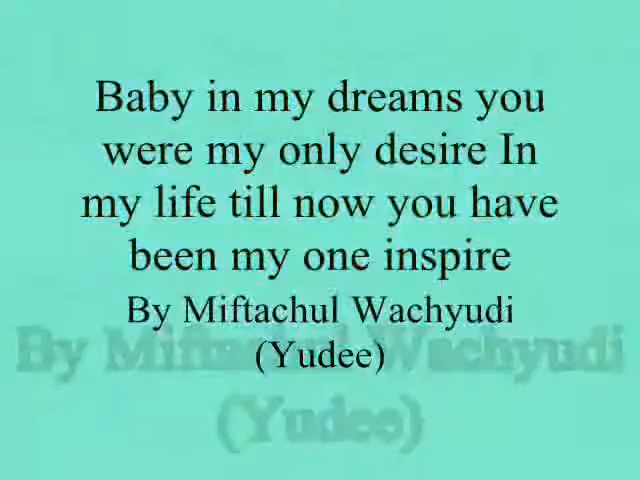 Baby in my dreams you
were my only desire In
my life till now you have
been my one inspire
By Miftachul Wachyudi
(Yudee)
By Miftachul Wachyudi
(Yudee)